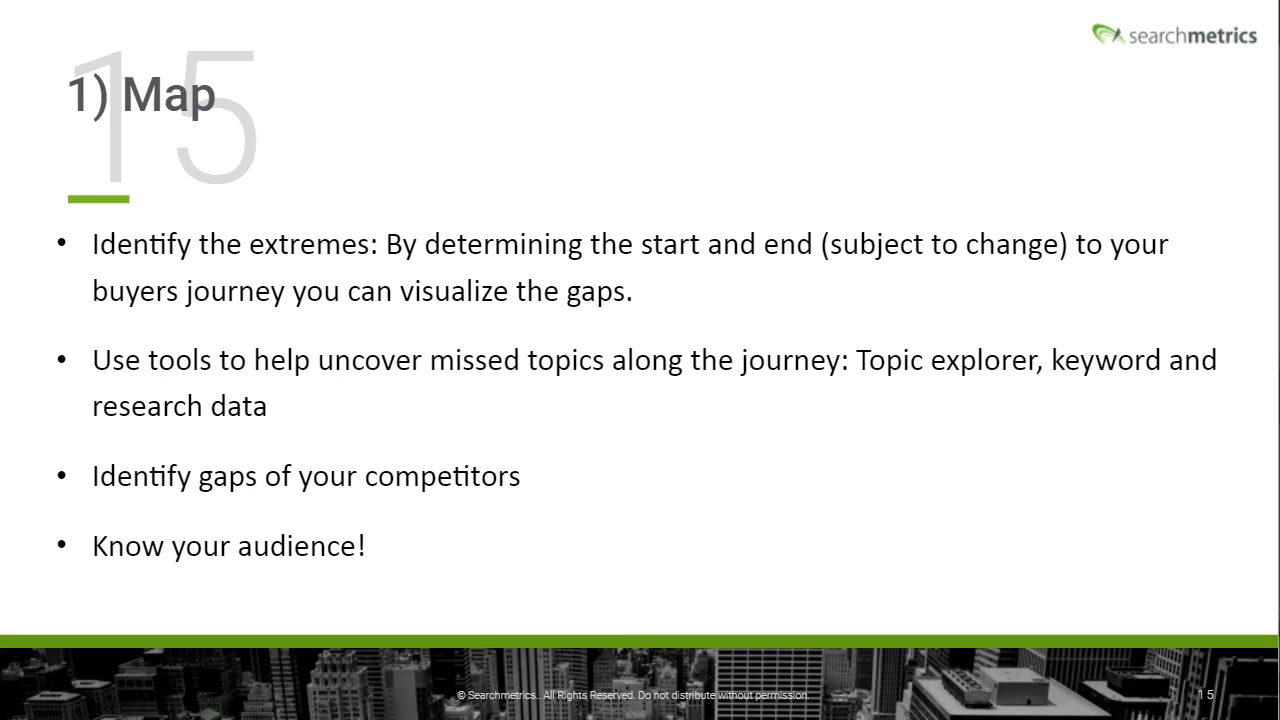 searchmetrics
15
1) Map
• Identify the extremes: By determining the start and end (subject to change) to your
buyers journey you can visualize the gaps.
• Use tools to help uncover missed topics along the journey: Topic explorer, keyword and
research data
• Identify gaps of your competitors
• Know your audience!
© Searchmetrics.. All Rights Reserved. Do not distribute without permission.
15